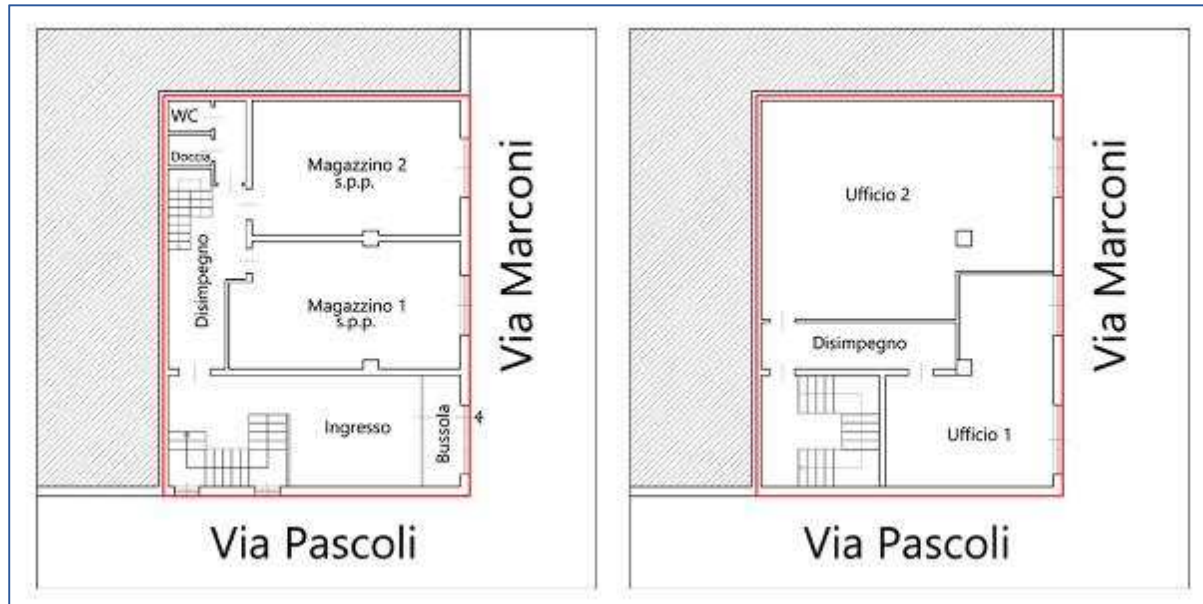 WC
Doccia
Magazzino 2
s.p.p.
Disimpegno
Magazzino 1
s.p.p.
Ingresso
Bussola
4
Via Marconi
Via Pascoli
Ufficio 2
Disimpegno
Ufficio 1
Via Marconi
Via Pascoli